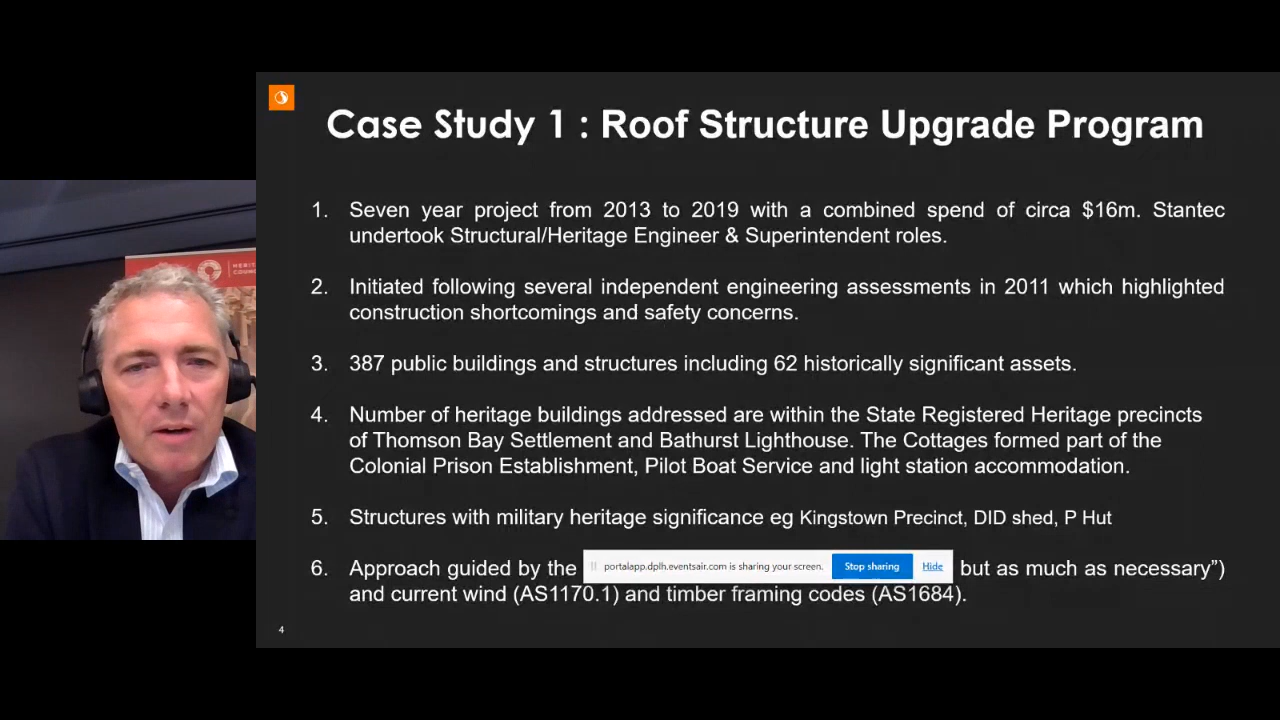 Case Study 1 : Roof Structure Upgrade Program
1. Seven year project from 2013 to 2019 with a combined spend of circa $16m. Stantec
undertook Structural/Heritage Engineer & Superintendent roles.
2. Initiated following several independent engineering assessments in 2011 which highlighted
construction shortcomings and safety concerns.
3. 387 public buildings and structures including 62 historically significant assets.
4. Number of heritage buildings addressed are within the State Registered Heritage precincts
of Thomson Bay Settlement and Bathurst Lighthouse. The Cottages formed part of the
Colonial Prison Establishment, Pilot Boat Service and light station accommodation.
5. Structures with military heritage significance eg Kingstown Precinct, DID shed, P Hut
6. Approach guided by the
portalapp.dplh.eventsair.com is sharing your screen. Stop sharing Hide
but as much as necessary”)
and current wind (AS1170.1) and timber framing codes (AS1684).
4